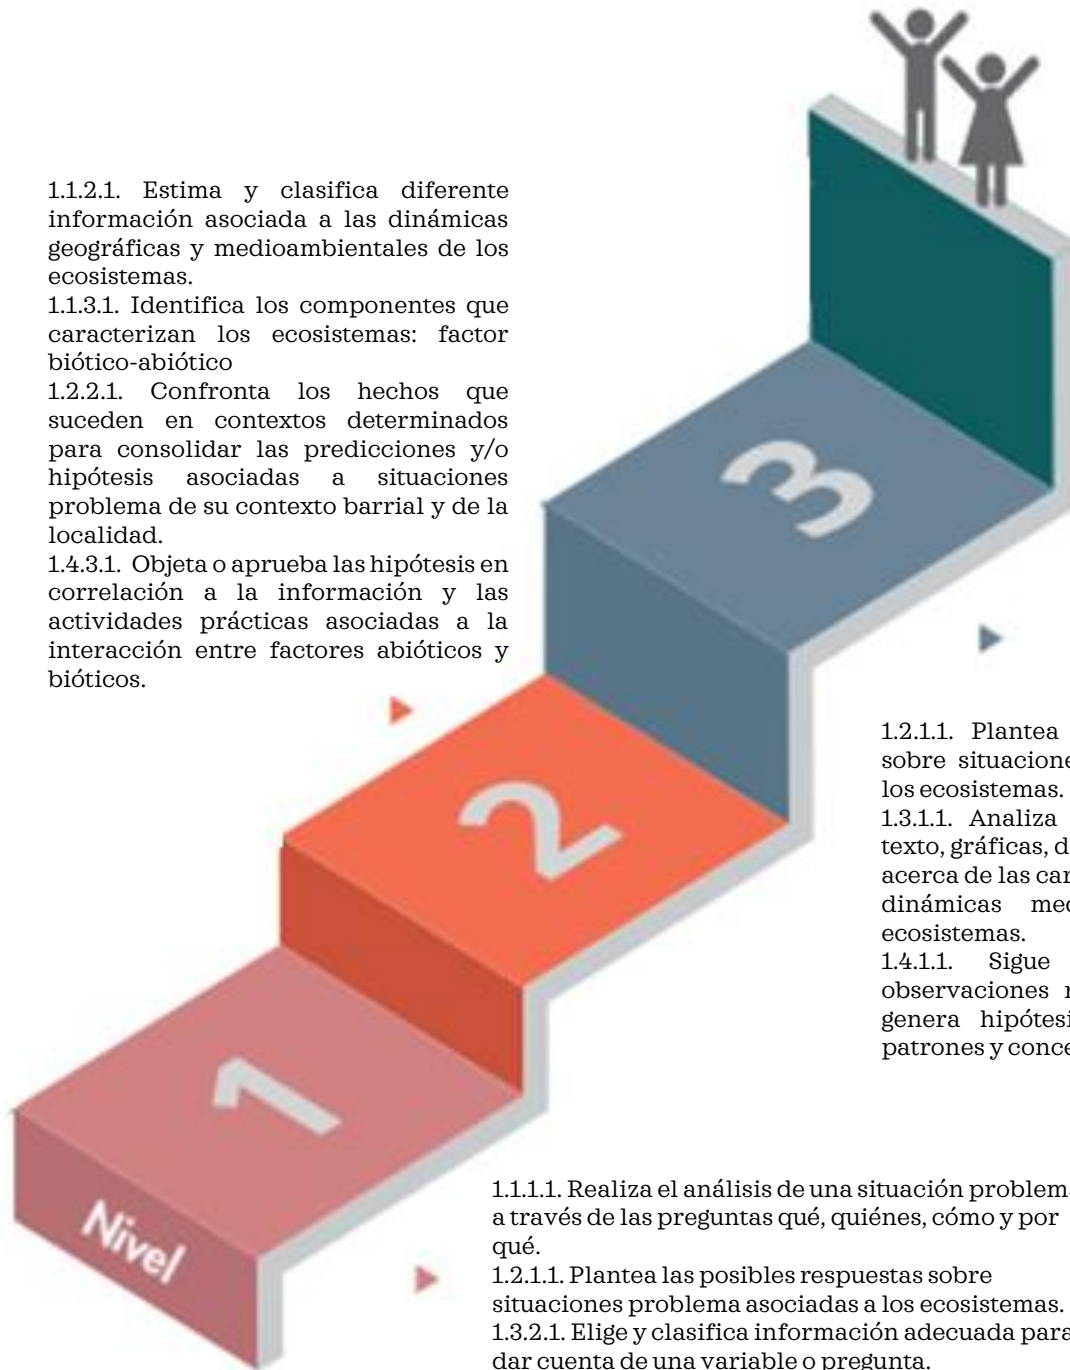 1.1.2.1. Estima y clasifica diferente
información asociada a las dinámicas
geográficas y medioambientales de los
ecosistemas.
1.1.3.1. Identifica los componentes que
caracterizan los ecosistemas: factor
biótico-abiótico
1.2.2.1. Confronta los hechos que
suceden en contextos determinados
para consolidar las predicciones y/o
hipótesis asociadas a situaciones
problema de su contexto barrial y de la
localidad.
1.4.3.1. Objeta o aprueba las hipótesis en
correlación a la información y las
actividades prácticas asociadas a la
interacción entre factores abióticos y
bióticos.
3
2
1
Nivel
1.2.1.1. Plantea
sobre
los ecosistemas.
1.3.1.1. Analiza
texto, gráficas,
acerca de las
dinámicas
ecosistemas.
1.4.1.1. Sigue
observaciones
genera
patrones y
1.1.1.1. Realiza el análisis de una situación problema
a través de las preguntas qué, quiénes, cómo y por
qué.
1.2.1.1. Plantea las posibles respuestas sobre
situaciones problema asociadas a los ecosistemas.
1.3.2.1. Elige y clasifica información adecuada para
dar cuenta de una variable o pregunta.